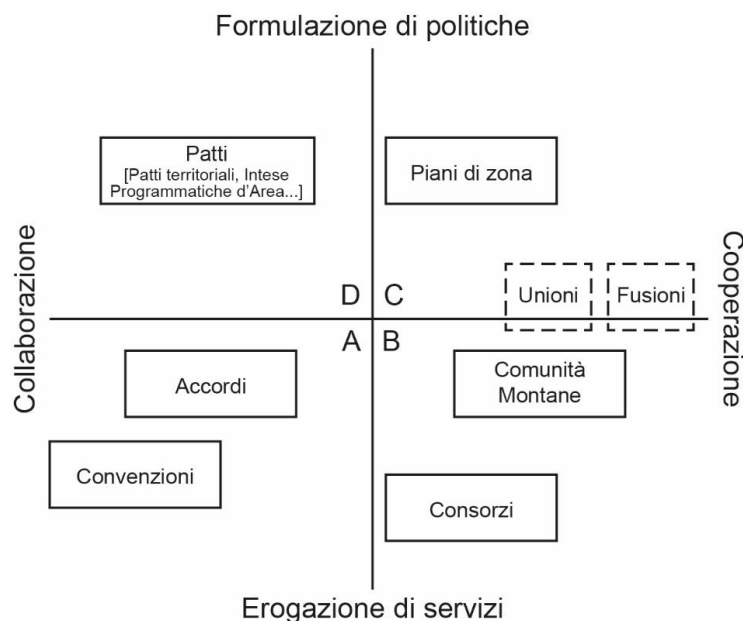 Formulazione di politiche
Patti
[Patti territoriali, Intese
Programmatiche d'Area...]
Piani di zona
Collaborazione
Cooperazione
D
C
Unioni
Fusioni
A
B
Accordi
Comunità
Montane
Convenzioni
Consorzi
Erogazione di servizi